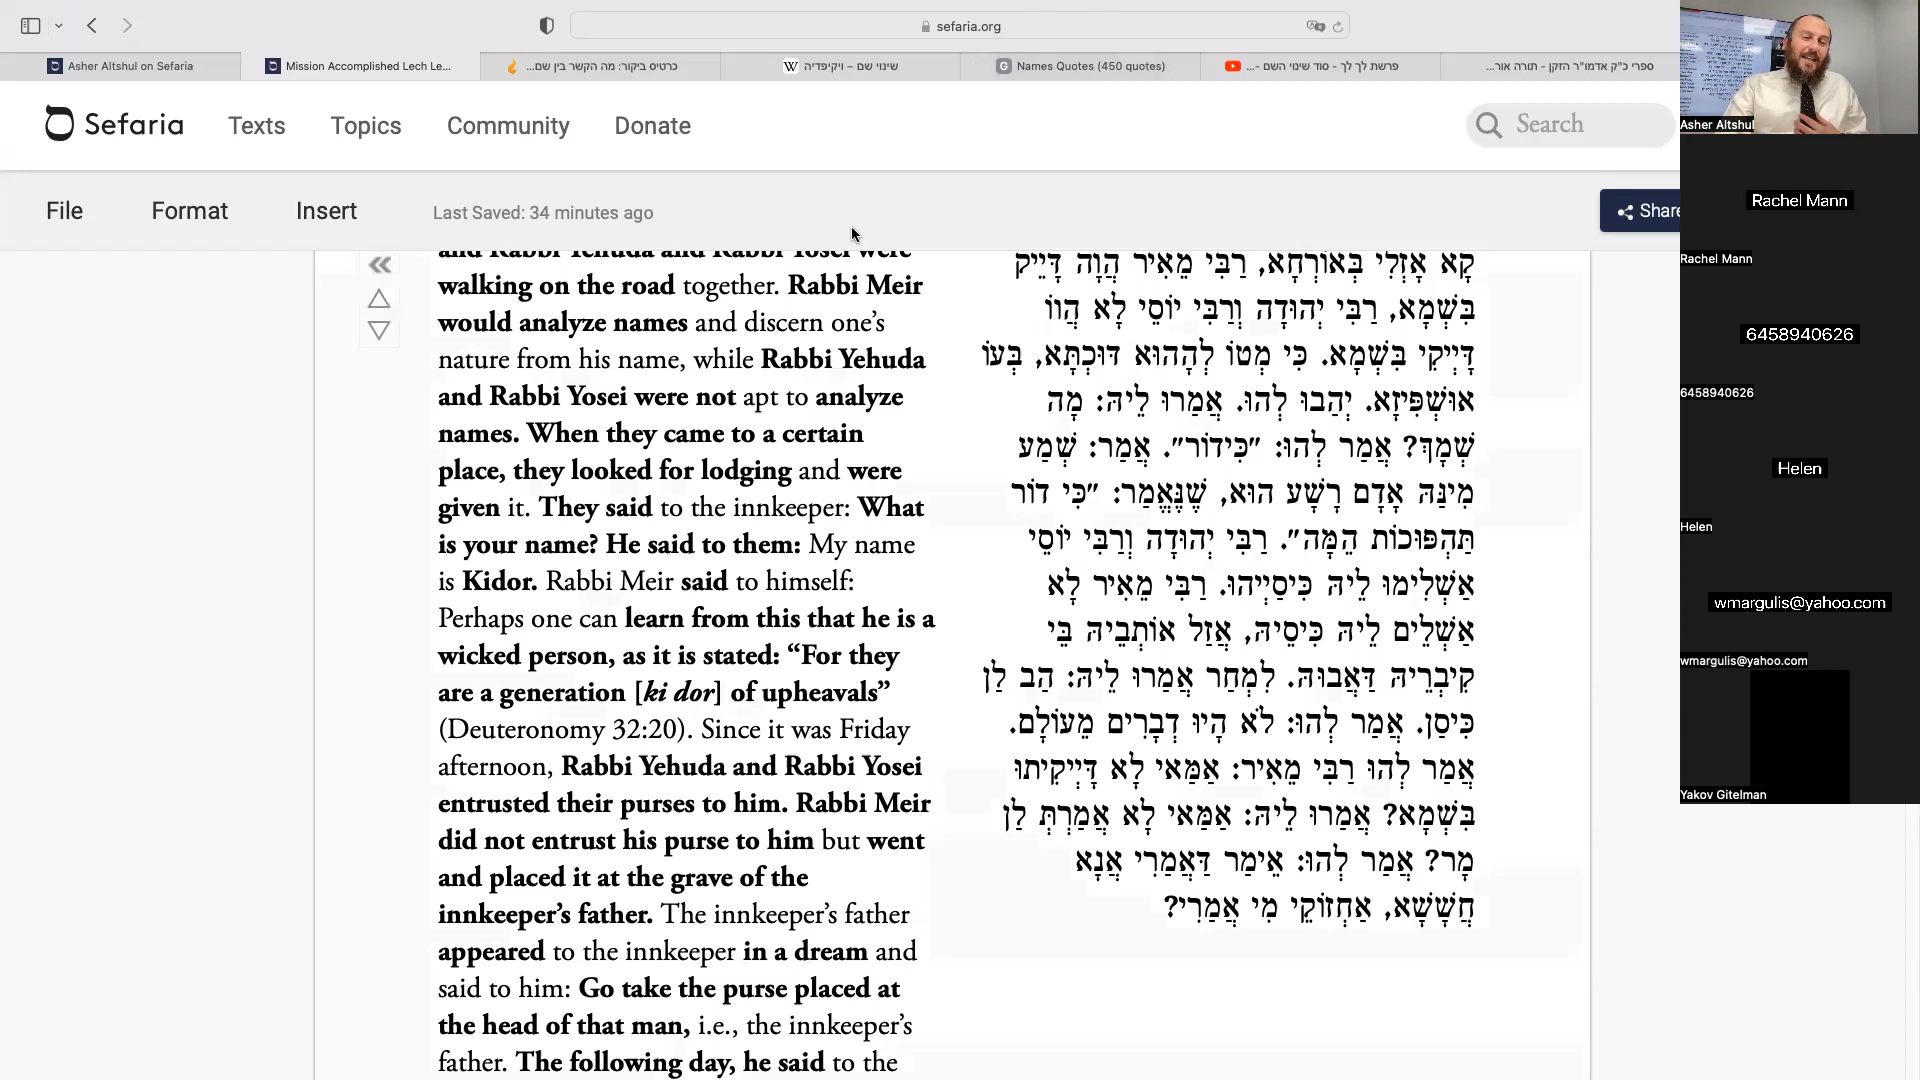 sefaria.org
Asher Altshul on Sefaria
Mission Accomplished Lech Le...
כרטיס ביקור: מה הקשר בין שם...
שינוי שם – ויקיפדיה
Names Quotes (450 quotes)
פרשת לך לך - סוד שינוי השם -...
ספרי כ"ק אדמו"ר הזקן - תורה אור...
Sefaria
Texts
Topics
Community
Donate
Search
File
Format
Insert
Last Saved: 34 minutes ago
Share
and Rabbi Yehuda and Rabbi Yosei were
walking on the road together. Rabbi Meir
would analyze names and discern one’s
nature from his name, while Rabbi Yehuda
and Rabbi Yosei were not apt to analyze
names. When they came to a certain
place, they looked for lodging and were
given it. They said to the innkeeper: What
is your name? He said to them: My name
is Kidor. Rabbi Meir said to himself:
Perhaps one can learn from this that he is a
wicked person, as it is stated: “For they
are a generation [ki dor] of upheavals”
(Deuteronomy 32:20). Since it was Friday
afternoon, Rabbi Yehuda and Rabbi Yosei
entrusted their purses to him. Rabbi Meir
did not entrust his purse to him but went
and placed it at the grave of the
innkeeper’s father. The innkeeper’s father
appeared to the innkeeper in a dream and
said to him: Go take the purse placed at
the head of that man, i.e., the innkeeper’s
father. The following day, he said to the
קָא אָזְלִי בְּאוֹרְחָא, רַבִּי מֵאִיר הֲוָה דָּיֵיק
בִּשְׁמָא, רַבִּי יְהוּדָה וְרַבִּי יוֹסֵי לָא הֲווֹ
דָּיְיקִי בִּשְׁמָא. כִּי מְטוֹ לְהָהוּא דּוּכְתָּא, בְּעוֹ
אוּשְׁפִּיזָא. יְהַבוּ לְהוּ. אֲמַרוּ לֵיהּ: מָה
שְׁמָךְ? אֲמַר לְהוּ: ״כִּידוֹר״. אֲמַר: שְׁמַע
מִינַּהּ אָדָם רָשָׁע הוּא, שֶׁנֶּאֱמַר: ״כִּי דוֹר
תַּהְפּוּכוֹת הֵמָּה״. רַבִּי יְהוּדָה וְרַבִּי יוֹסֵי
אַשְׁלִימוּ לֵיהּ כִּיסַיְיהוּ. רַבִּי מֵאִיר לָא
אַשְׁלֵים לֵיהּ כִּיסֵיהּ, אֲזַל אוֹתְבֵיהּ בֵּי
קִיבְרֵיהּ דַּאֲבוּהּ. לִמְחַר אֲמַרוּ לֵיהּ: הַב לַן
כִּיסַן. אֲמַר לְהוּ: לֹא הָיוּ דְבָרִים מֵעוֹלָם.
אֲמַר לְהוּ רַבִּי מֵאִיר: אַמַּאי לָא דָּיְיקִיתוּ
בִּשְׁמָא? אֲמַרוּ לֵיהּ: אַמַּאי לָא אֲמַרְתְּ לַן
מָר? אֲמַר לְהוּ: אֵימַר דַּאֲמַרִי אֲנָא
חֲשָׁשָׁא, אַחְזוֹקֵי מִי אֲמַרִי?
Asher Altshul
Rachel Mann
Rachel Mann
6458940626
6458940626
Helen
Helen
wmargulis@yahoo.com
wmargulis@yahoo.com
Yakov Gitelman